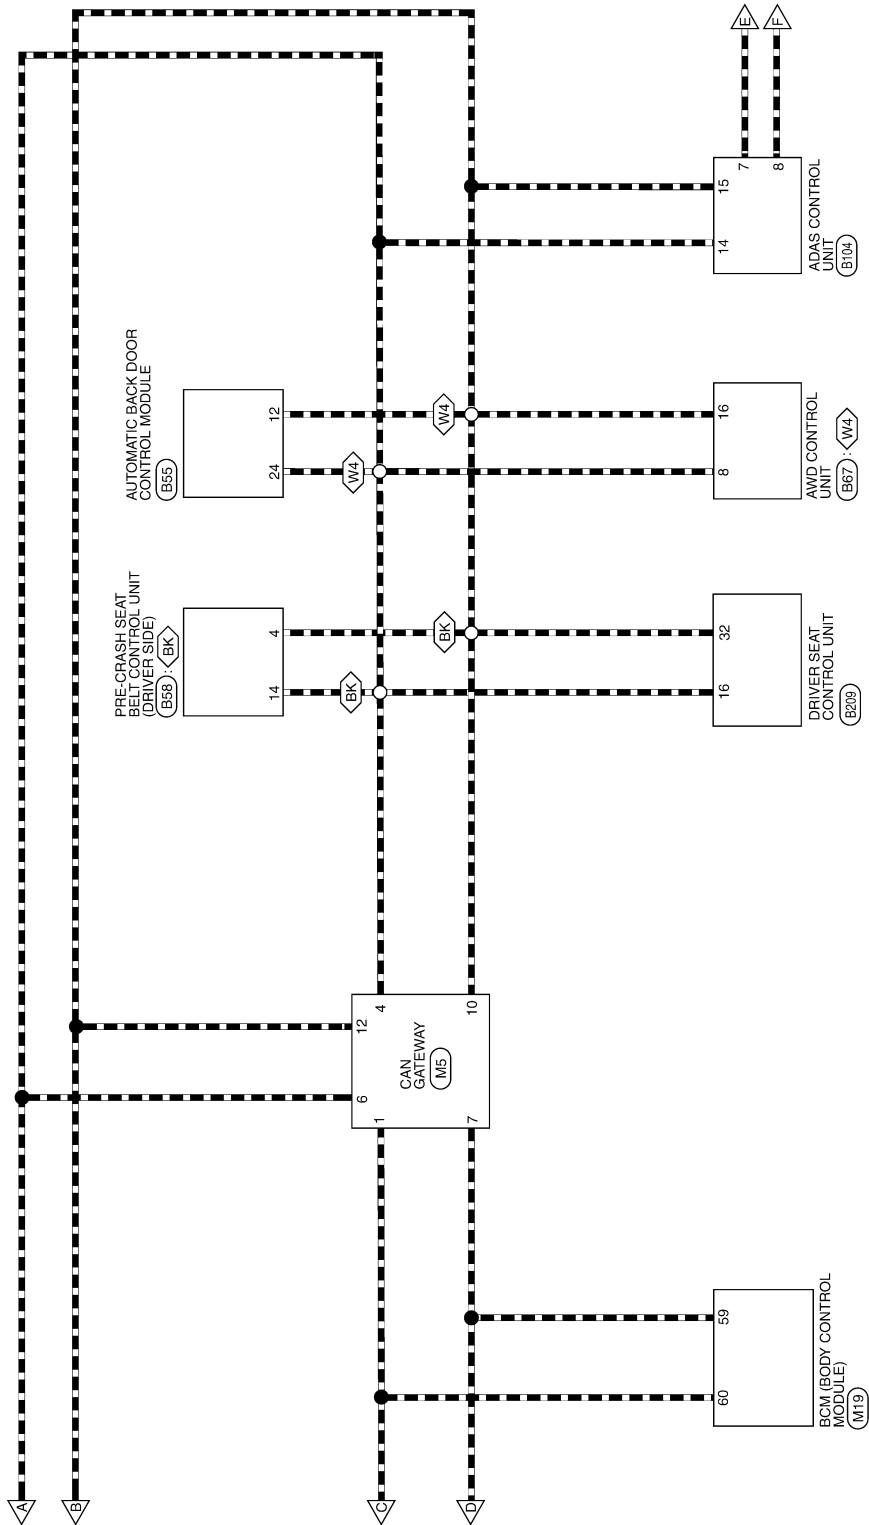 A
B
C
D
E
F
CAN
GATEWAY
M5
1
7
6
12
4
10
BCM (BODY CONTROL
MODULE)
M19
60
59
PRE-CRASH SEAT
BELT CONTROL UNIT
(DRIVER SIDE)
B58 : BK
14
4
BK
BK
AUTOMATIC BACK DOOR
CONTROL MODULE
B55
24
12
W4
W4
DRIVER SEAT
CONTROL UNIT
B209
16
32
AWD CONTROL
UNIT
B67 : W4
8
16
ADAS CONTROL
UNIT
B104
14
15
7
8